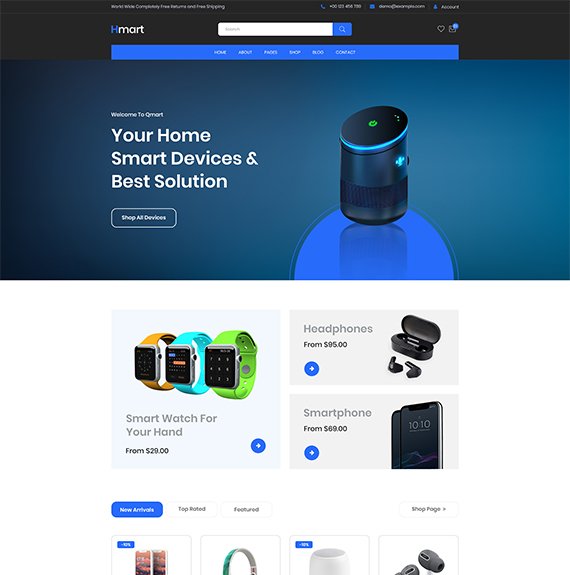 World Wide Completely Free Returns and Free Shipping
+00 123 456 789
demo@example.com
Account
Hmart
Search
HOME ABOUT PAGES SHOP BLOG CONTACT
Welcome To Qmart
Your Home
Smart Devices &
Best Solution
Shop All Devices
Smart Watch For
Your Hand
From $29.00
Headphones
From $95.00
Smartphone
From $69.00
10:10
New Arrivals
Top Rated
Featured
Shop Page »
-10%
-10%